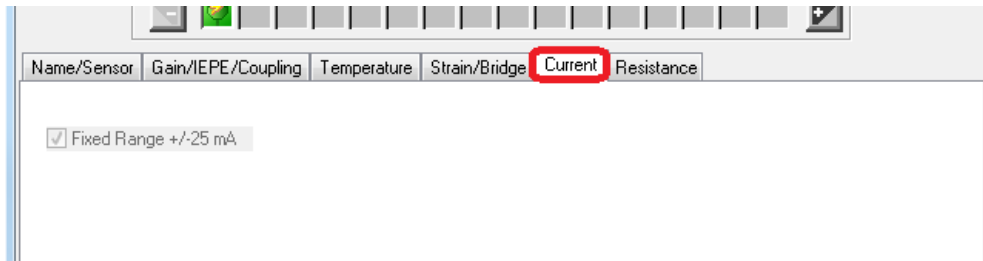 Name/Sensor Gain/IEPE/Coupling Temperature Strain/Bridge Current Resistance
Fixed Range +/-25 mA